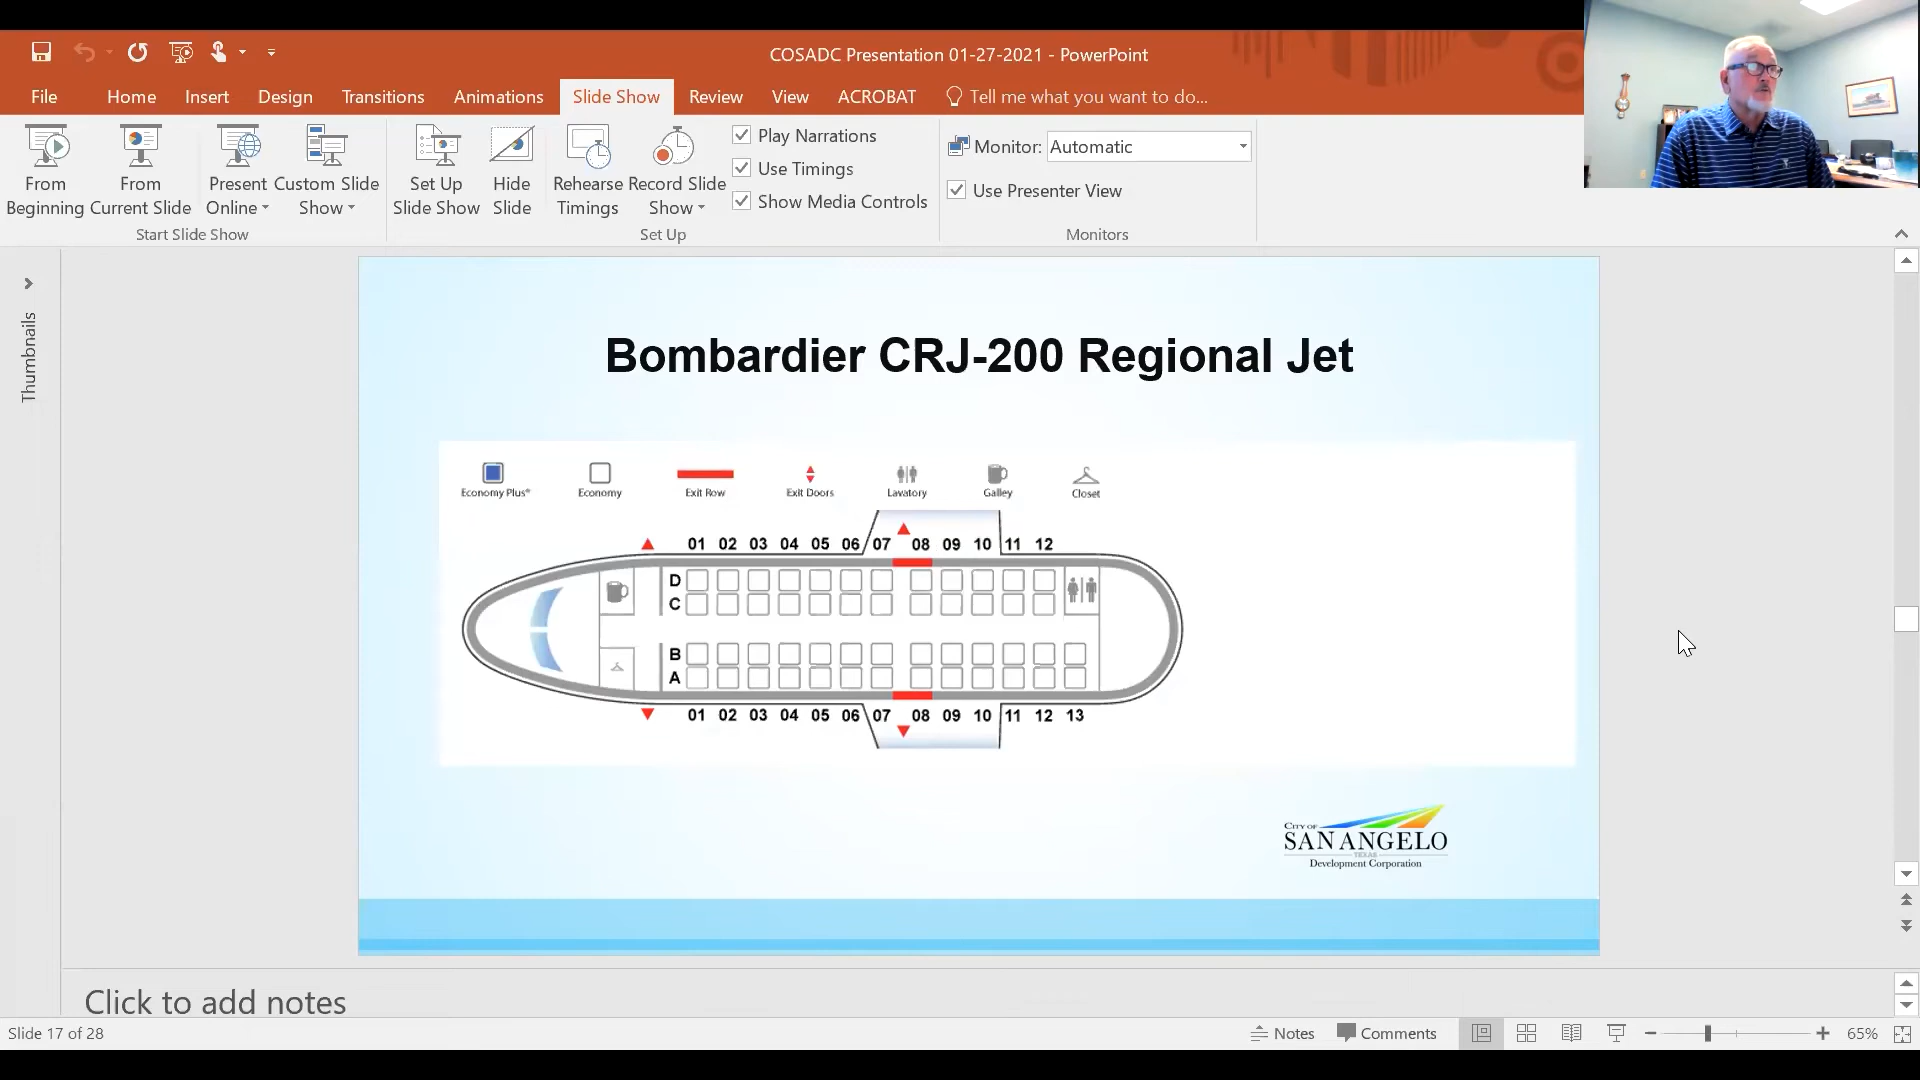 COSADC Presentation 01-27-2021 - PowerPoint
File Home Insert Design Transitions Animations Slide Show Review View ACROBAT Tell me what you want to do...
From Beginning
From Current Slide
Present Online
Custom Slide Show
Start Slide Show
Set Up Slide Show
Hide Slide
Rehearse Timings
Record Slide Show
Play Narrations
Use Timings
Show Media Controls
Set Up
Monitor: Automatic
Use Presenter View
Monitors
Thumbnails
Bombardier CRJ-200 Regional Jet
Economy Plus® Economy Exit Row Exit Doors Lavatory Galley Closet
01 02 03 04 05 06 07 08 09 10 11 12
D
C
B
A
01 02 03 04 05 06 07 08 09 10 11 12 13
CITY OF
SAN ANGELO
TEXAS
Development Corporation
Click to add notes
Slide 17 of 28
Notes Comments 65%